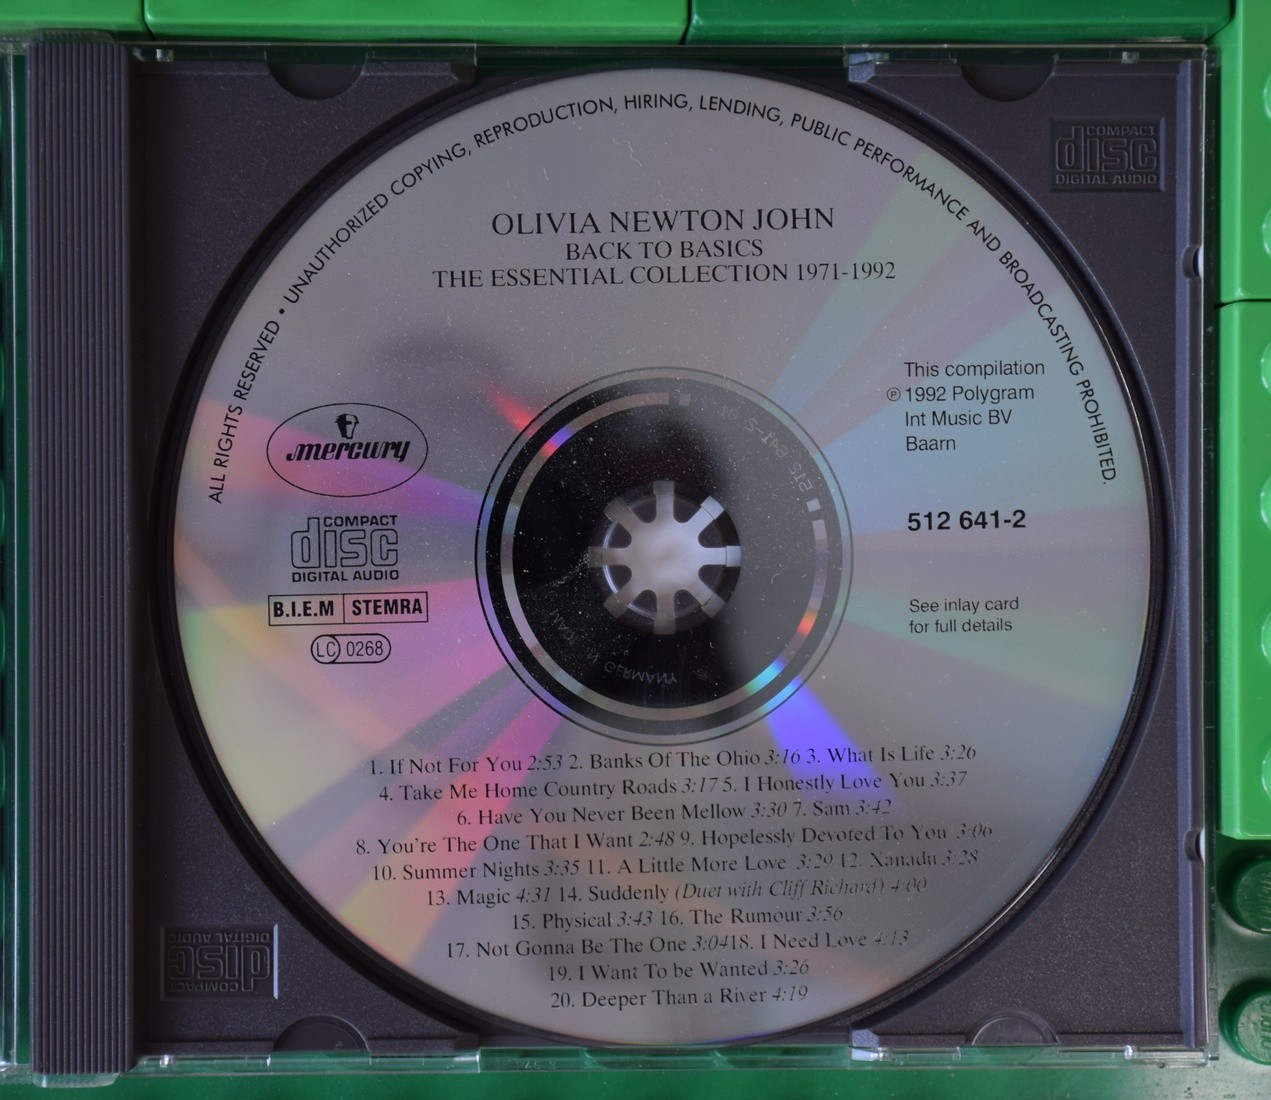 ALL RIGHTS RESERVED • UNAUTHORIZED COPYING, REPRODUCTION, HIRING, LENDING, PUBLIC PERFORMANCE AND BROADCASTING PROHIBITED.
COMPACT
disc
DIGITAL AUDIO
OLIVIA NEWTON JOHN
BACK TO BASICS
THE ESSENTIAL COLLECTION 1971-1992
This compilation
℗ 1992 Polygram
Int Music BV
Baarn
mercury
512 641-2
COMPACT
disc
DIGITAL AUDIO
B.I.E.M STEMRA
LC 0268
See inlay card
for full details
IN GERMANY
1. If Not For You 2:53 2. Banks Of The Ohio 3:16 3. What Is Life 3:26
4. Take Me Home Country Roads 3:17 5. I Honestly Love You 3:37
6. Have You Never Been Mellow 3:30 7. Sam 3:42
8. You're The One That I Want 2:48 9. Hopelessly Devoted To You 3:06
10. Summer Nights 3:35 11. A Little More Love 3:29 12. Xanadu 3:28
13. Magic 4:31 14. Suddenly (Duet with Cliff Richard) 4:00
15. Physical 3:43 16. The Rumour 3:56
17. Not Gonna Be The One 3:04 18. I Need Love 4:13
19. I Want To be Wanted 3:26
20. Deeper Than a River 4:19
COMPACT
disc
DIGITAL AUDIO